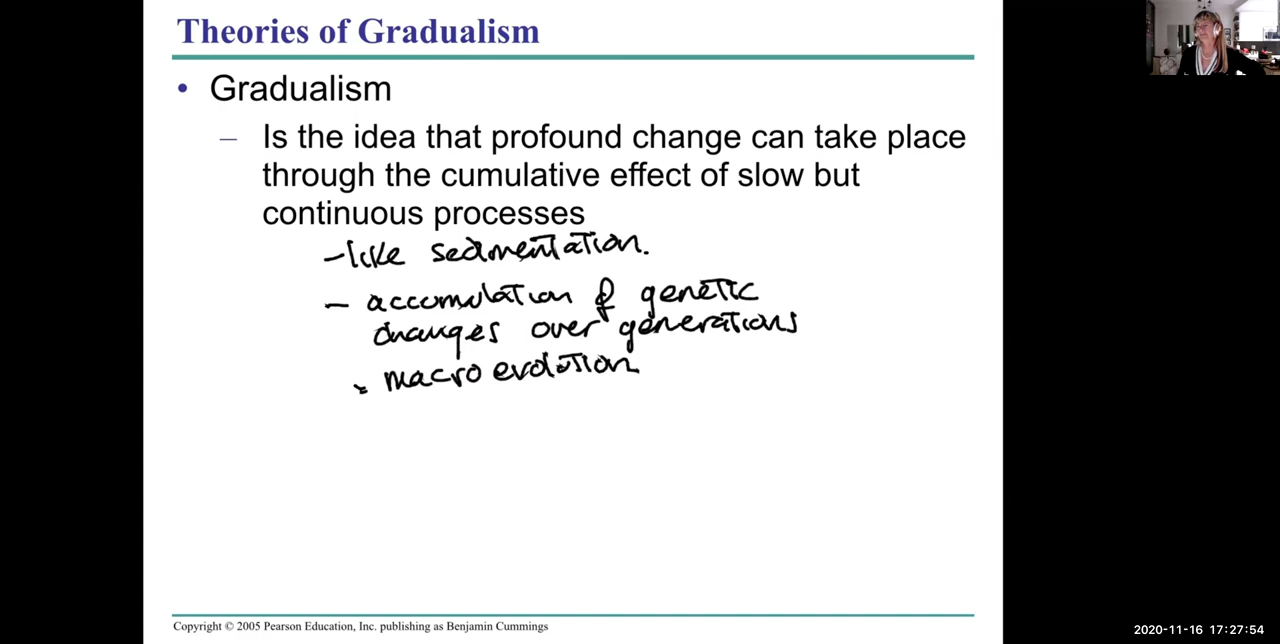 Theories of Gradualism
• Gradualism
– Is the idea that profound change can take place
through the cumulative effect of slow but
continuous processes
- like sedimentation.
- accumulation of genetic
changes over generations
= macro evolution
Copyright © 2005 Pearson Education, Inc. publishing as Benjamin Cummings
2020-11-16 17:27:54